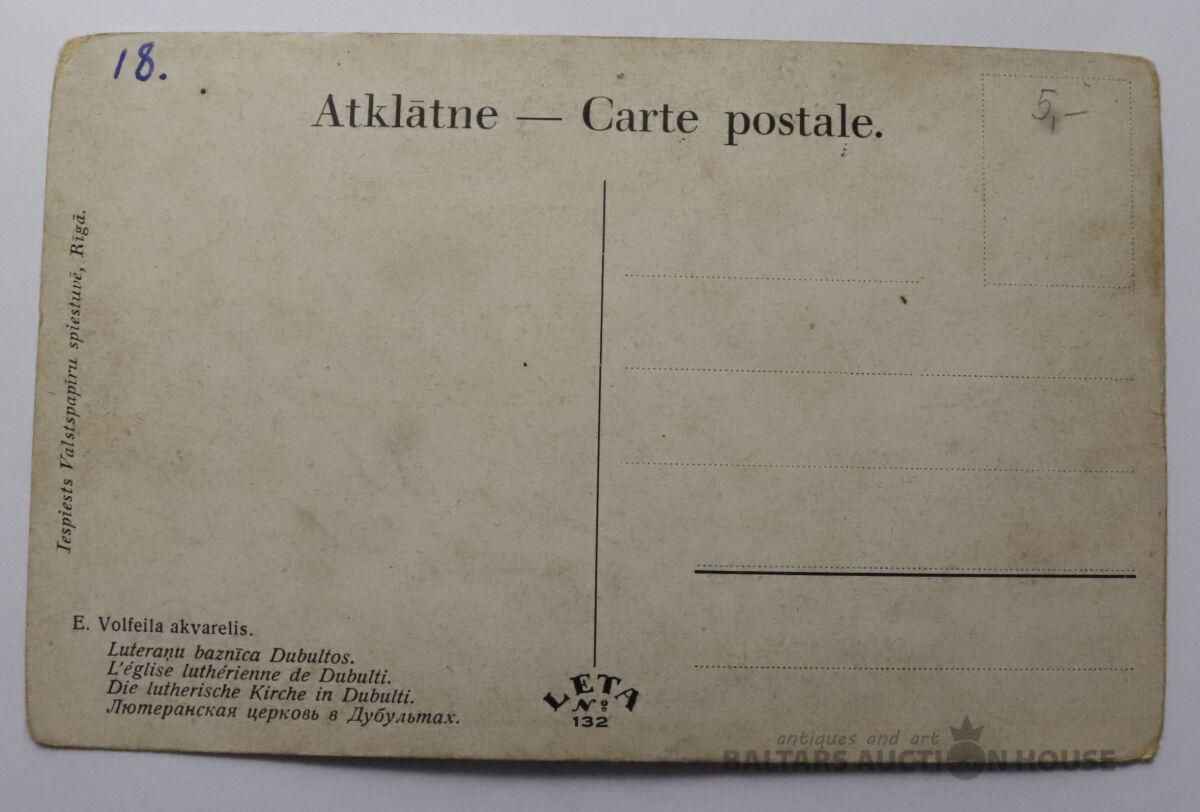 18.
Atklātne — Carte postale.
5,-
Iespiests Valstspapīru spiestuvē, Rīgā.
E. Volfeila akvarelis.
Luteraņu baznīca Dubultos.
L'église luthérienne de Dubulti.
Die lutherische Kirche in Dubulti.
Лютеранская церковь в Дубультах.
LETA
№
132
antiques and art
BALTARS AUCTION HOUSE